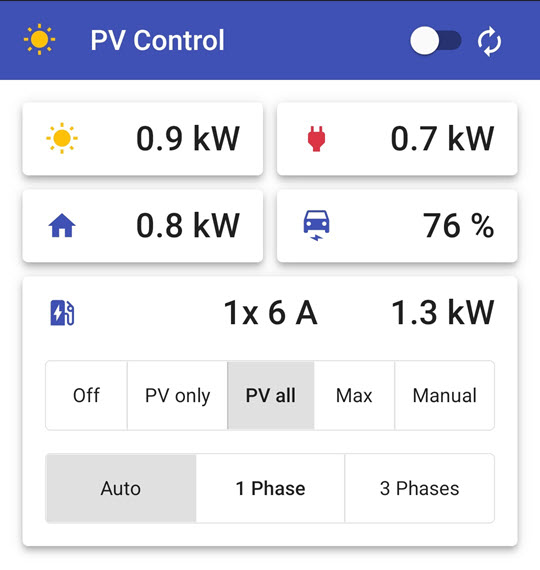 PV Control
0.9 kW 0.7 kW
0.8 kW 76 %
1x 6 A 1.3 kW
Off PV only PV all Max Manual
Auto 1 Phase 3 Phases